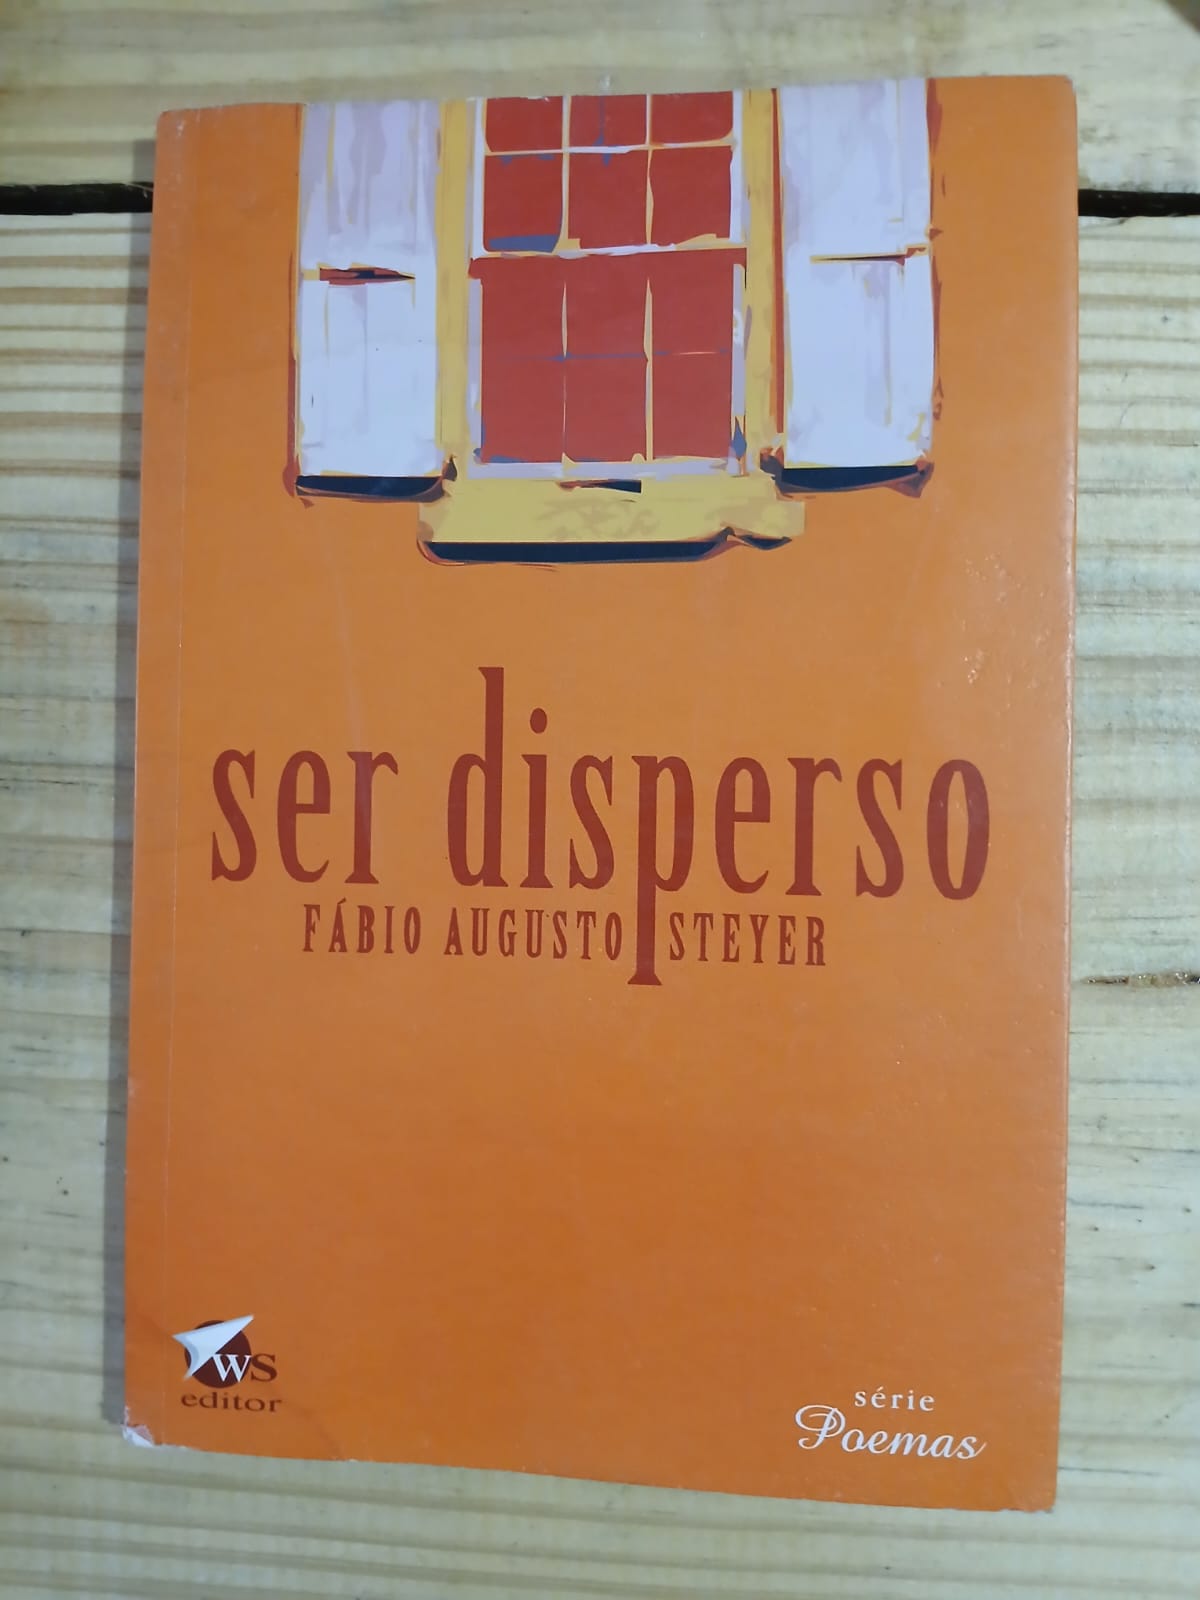 ser disperso
FÁBIO AUGUSTO STEYER
WS
editor
série
Poemas